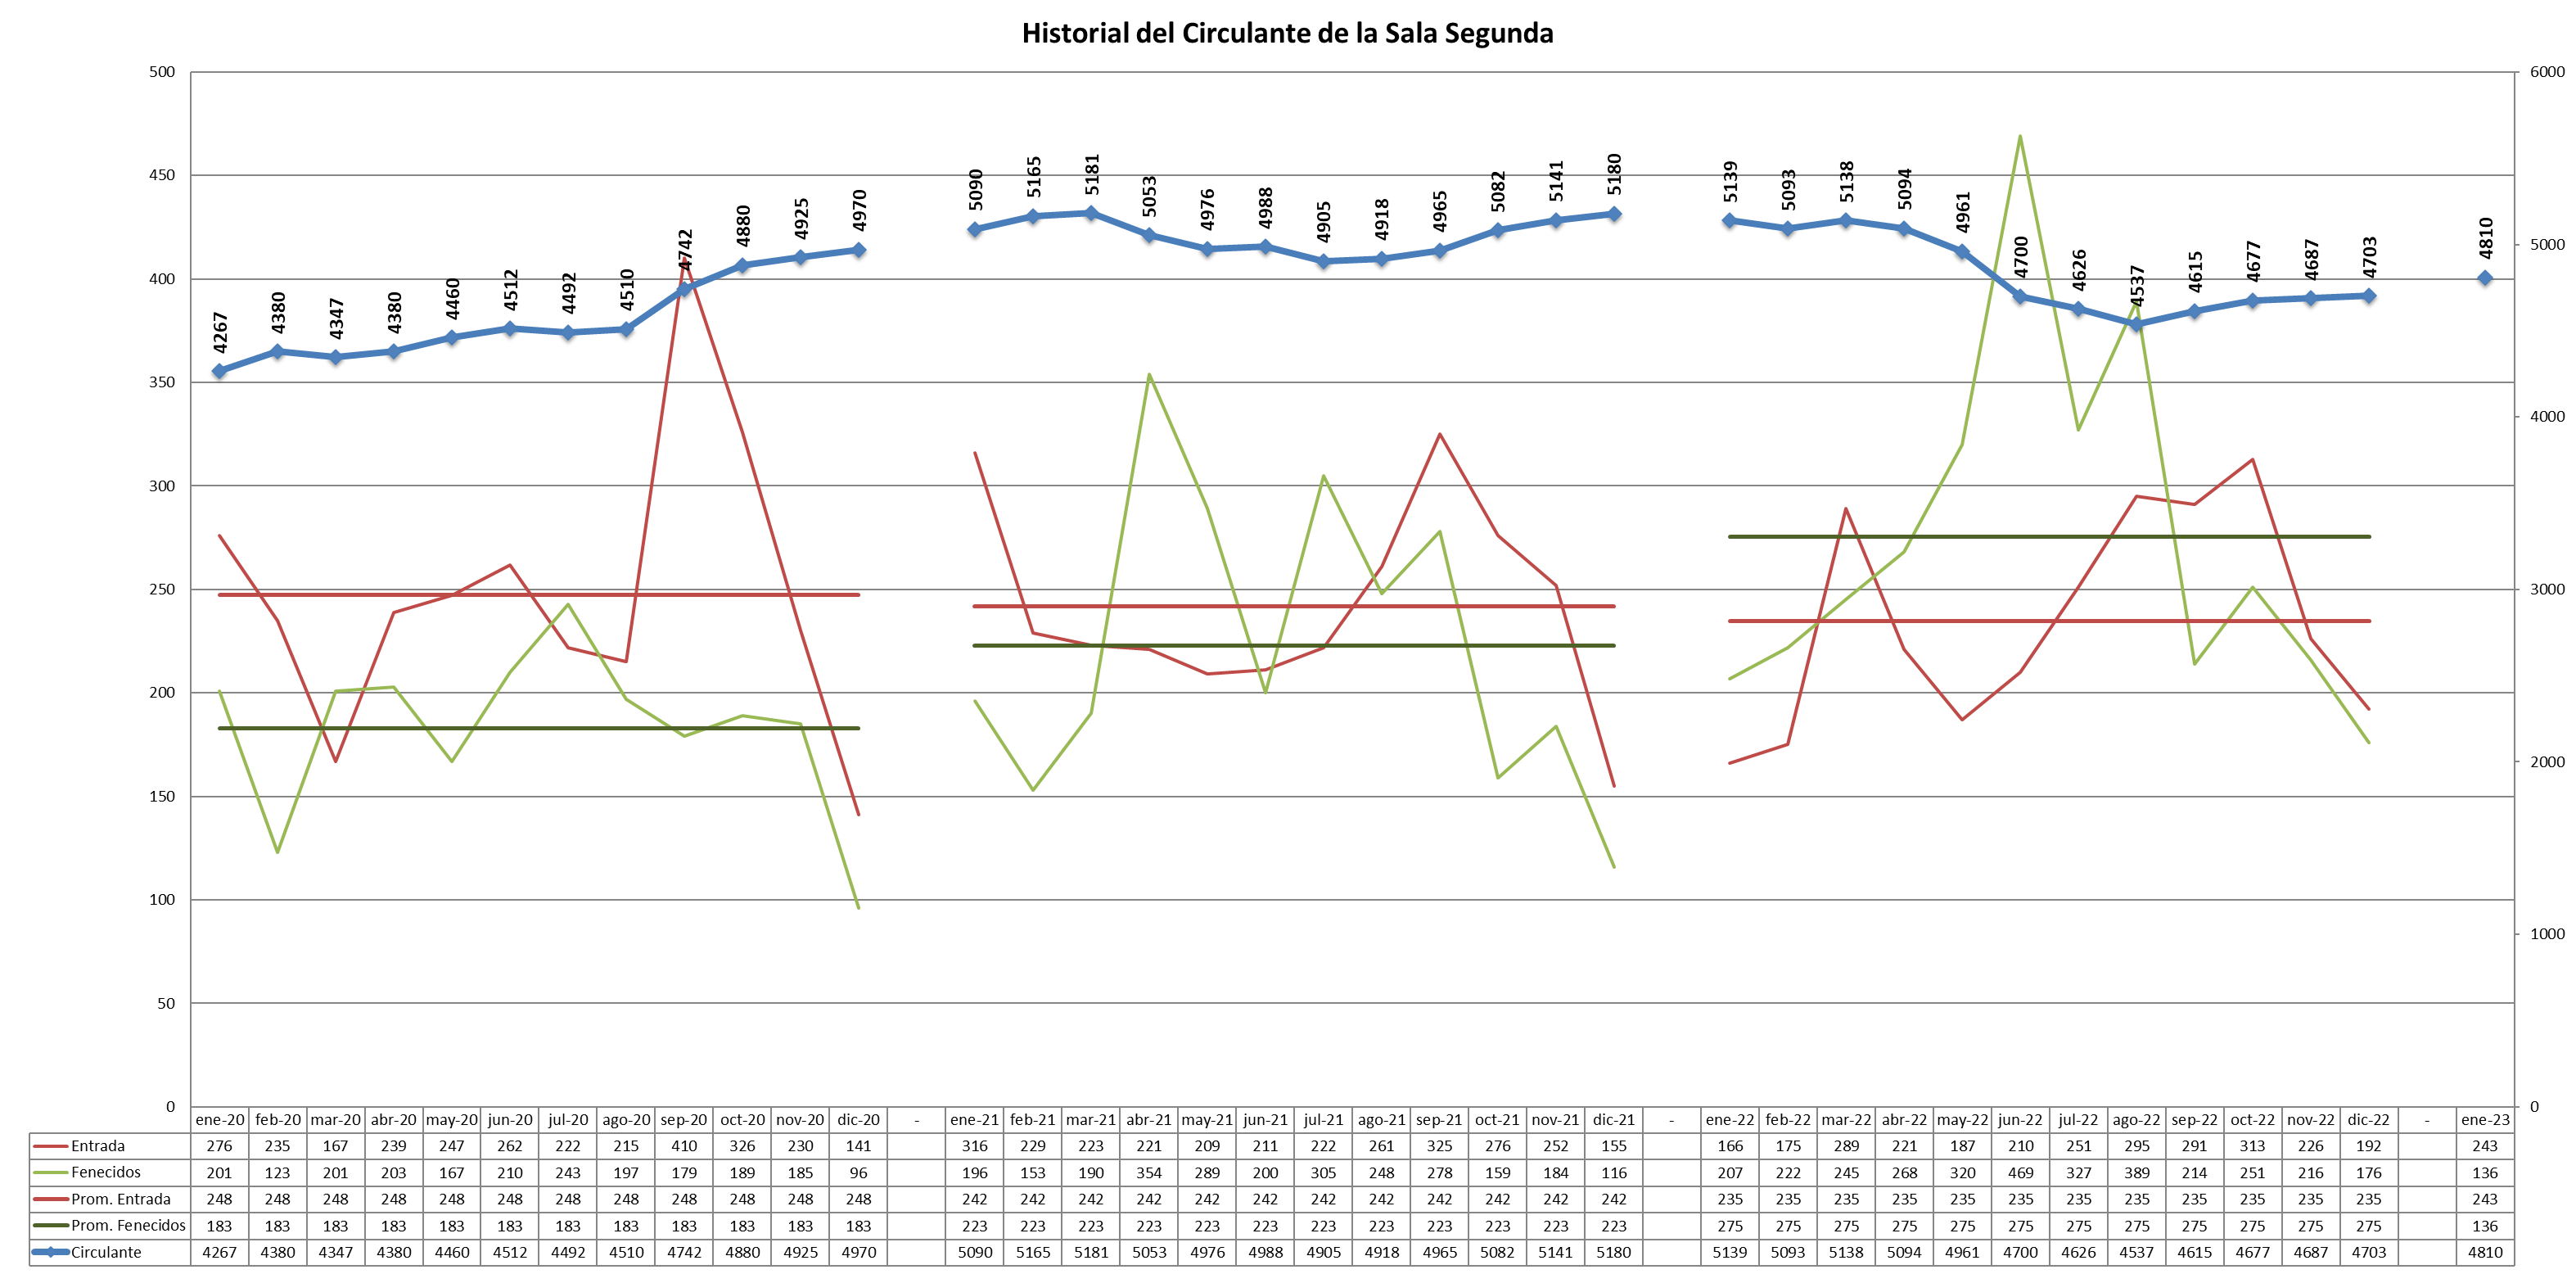 Historial del Circulante de la Sala Segunda
500 6000
450
400 5000
350 4000
300
250 3000
200
150 2000
100 1000
50
0 0
4267 4380 4347 4380 4460 4512 4492 4510 4742 4880 4925 4970 5090 5165 5181 5053 4976 4988 4905 4918 4965 5082 5141 5180 5139 5093 5138 5094 4961 4700 4626 4537 4615 4677 4687 4703 4810
ene-20 feb-20 mar-20 abr-20 may-20 jun-20 jul-20 ago-20 sep-20 oct-20 nov-20 dic-20 - ene-21 feb-21 mar-21 abr-21 may-21 jun-21 jul-21 ago-21 sep-21 oct-21 nov-21 dic-21 - ene-22 feb-22 mar-22 abr-22 may-22 jun-22 jul-22 ago-22 sep-22 oct-22 nov-22 dic-22 - ene-23
Entrada 276 235 167 239 247 262 222 215 410 326 230 141 316 229 223 221 209 211 222 261 325 276 252 155 166 175 289 221 187 210 251 295 291 313 226 192 243
Fenecidos 201 123 201 203 167 210 243 197 179 189 185 96 196 153 190 354 289 200 305 248 278 159 184 116 207 222 245 268 320 469 327 389 214 251 216 176 136
Prom. Entrada 248 248 248 248 248 248 248 248 248 248 248 248 242 242 242 242 242 242 242 242 242 242 242 242 235 235 235 235 235 235 235 235 235 235 235 235 243
Prom. Fenecidos 183 183 183 183 183 183 183 183 183 183 183 183 223 223 223 223 223 223 223 223 223 223 223 223 275 275 275 275 275 275 275 275 275 275 275 275 136
Circulante 4267 4380 4347 4380 4460 4512 4492 4510 4742 4880 4925 4970 5090 5165 5181 5053 4976 4988 4905 4918 4965 5082 5141 5180 5139 5093 5138 5094 4961 4700 4626 4537 4615 4677 4687 4703 4810